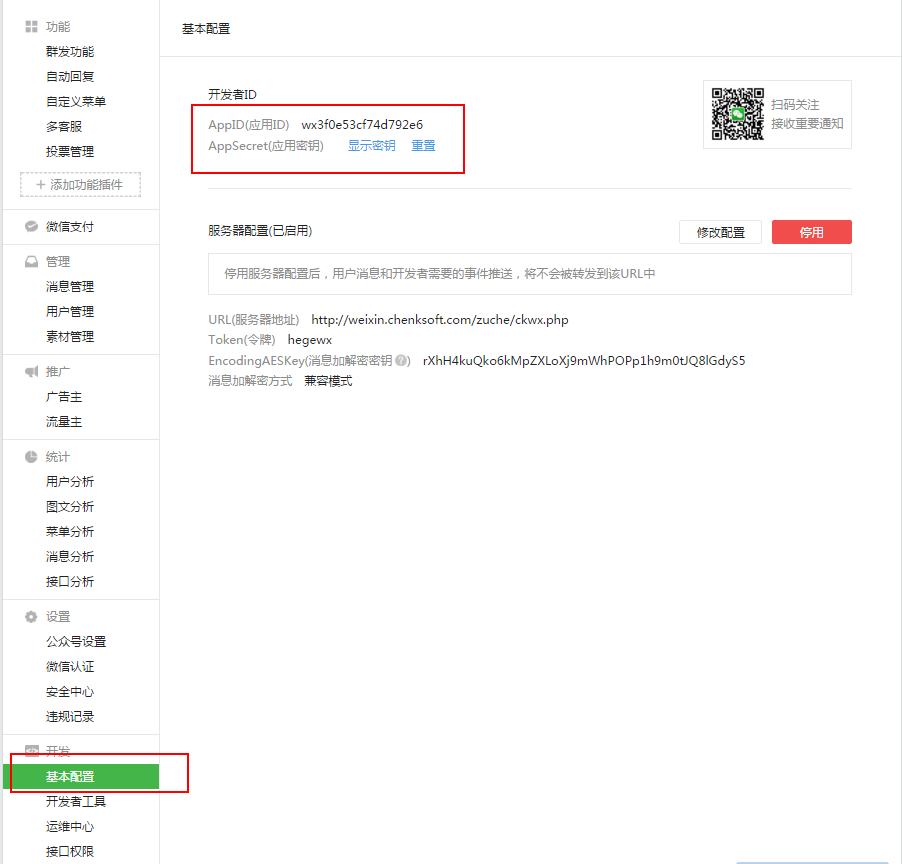 功能
群发功能
自动回复
自定义菜单
多客服
投票管理
+ 添加功能插件
微信支付
管理
消息管理
用户管理
素材管理
推广
广告主
流量主
统计
用户分析
图文分析
菜单分析
消息分析
接口分析
设置
公众号设置
微信认证
安全中心
违规记录
开发
基本配置
开发者工具
运维中心
接口权限
基本配置
开发者ID
AppID(应用ID) wx3f0e53cf74d792e6
AppSecret(应用密钥) 显示密钥 重置
扫码关注
接收重要通知
服务器配置(已启用)
修改配置 停用
停用服务器配置后，用户消息和开发者需要的事件推送，将不会被转发到该URL中
URL(服务器地址) http://weixin.chenksoft.com/zuche/ckwx.php
Token(令牌) hegewx
EncodingAESKey(消息加解密密钥?) rXhH4kuQko6kMpZXLoXj9mWhPOPp1h9m0tJQ8lGdyS5
消息加解密方式 兼容模式